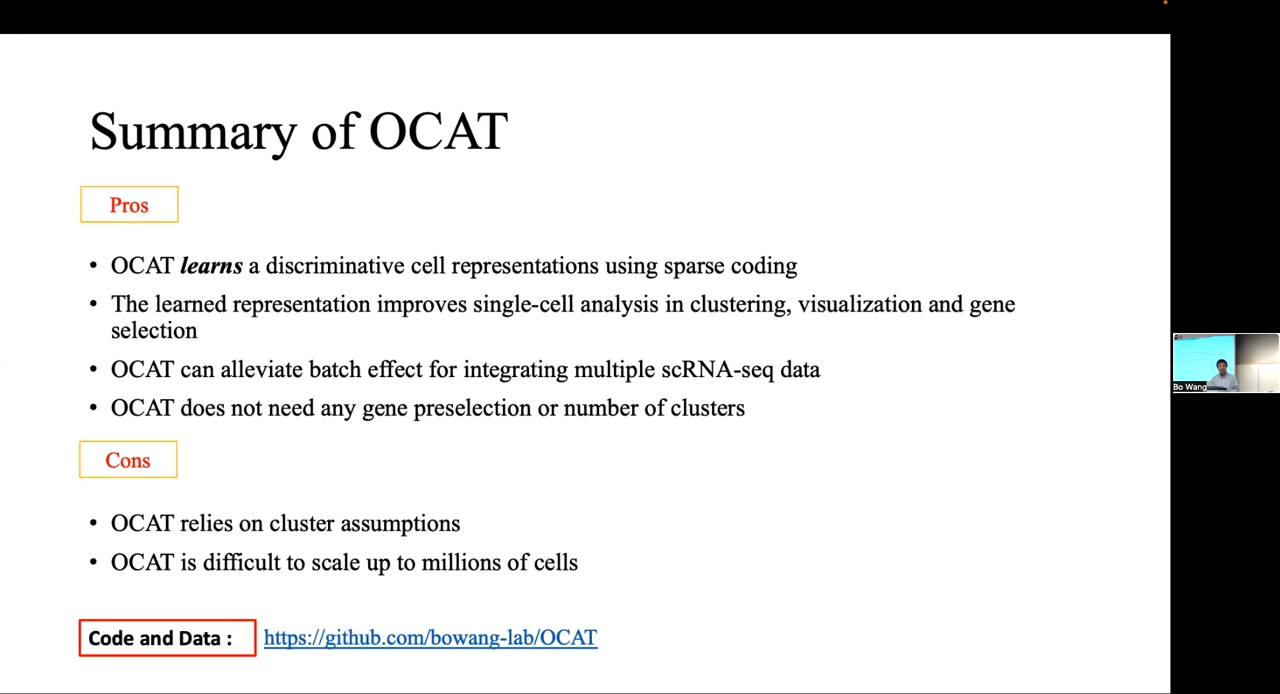 Summary of OCAT
Pros
• OCAT learns a discriminative cell representations using sparse coding
• The learned representation improves single-cell analysis in clustering, visualization and gene
selection
• OCAT can alleviate batch effect for integrating multiple scRNA-seq data
• OCAT does not need any gene preselection or number of clusters
Cons
• OCAT relies on cluster assumptions
• OCAT is difficult to scale up to millions of cells
Code and Data : https://github.com/bowang-lab/OCAT
Bo Wang